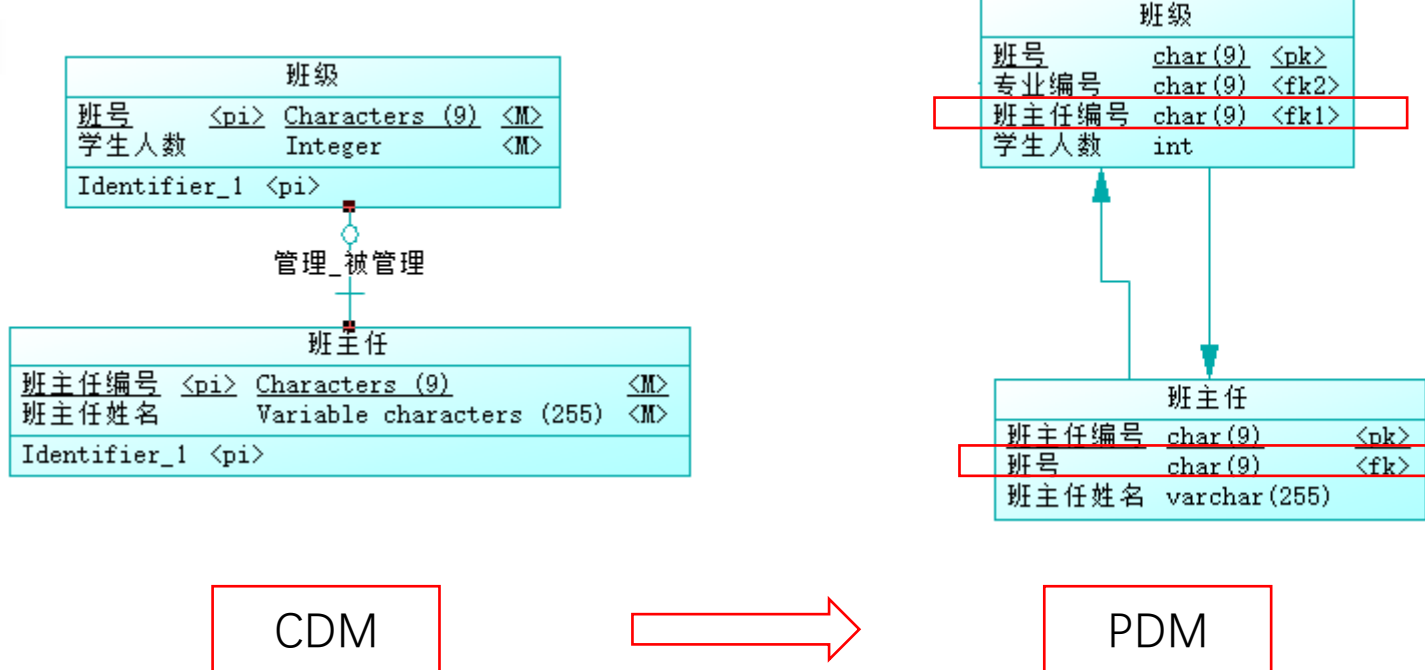 班级
班号 <pi> Characters (9) <M>
学生人数 Integer <M>
Identifier_1 <pi>
管理_被管理
班主任
班主任编号 <pi> Characters (9) <M>
班主任姓名 Variable characters (255) <M>
Identifier_1 <pi>
CDM
班级
班号 char(9) <pk>
专业编号 char(9) <fk2>
班主任编号 char(9) <fk1>
学生人数 int
班主任
班主任编号 char(9) <pk>
班号 char(9) <fk>
班主任姓名 varchar(255)
PDM